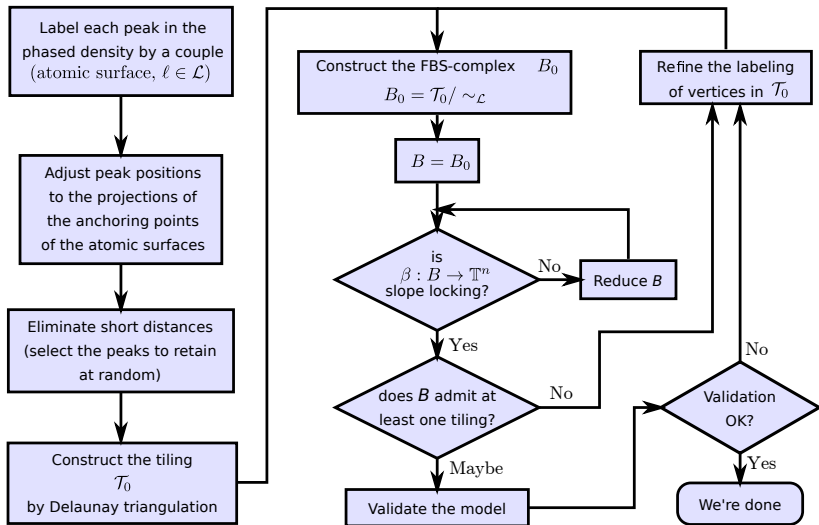 Label each peak in the
phased density by a couple
(atomic surface, ℓ ∈ 𝓛)
Adjust peak positions
to the projections of
the anchoring points
of the atomic surfaces
Eliminate short distances
(select the peaks to retain
at random)
Construct the tiling
𝒯₀
by Delaunay triangulation
Construct the FBS-complex B₀
B₀ = 𝒯₀/ ∼𝓛
B = B₀
is
β : B → 𝕋ⁿ
slope locking?
No
Reduce B
Yes
does B admit at
least one tiling?
No
Maybe
Validate the model
Refine the labeling
of vertices in 𝒯₀
No
Validation
OK?
Yes
We're done